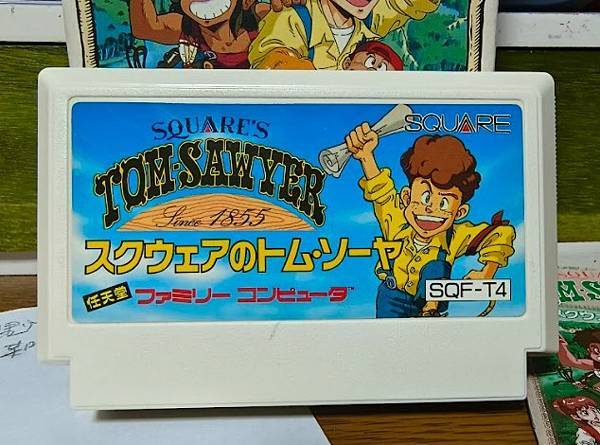 SQUARE'S
SQUARE
TOM·SAWYER
Since 1855
スクウェアのトム・ソーヤ
任天堂 ファミリー コンピュータ
SQF-T4